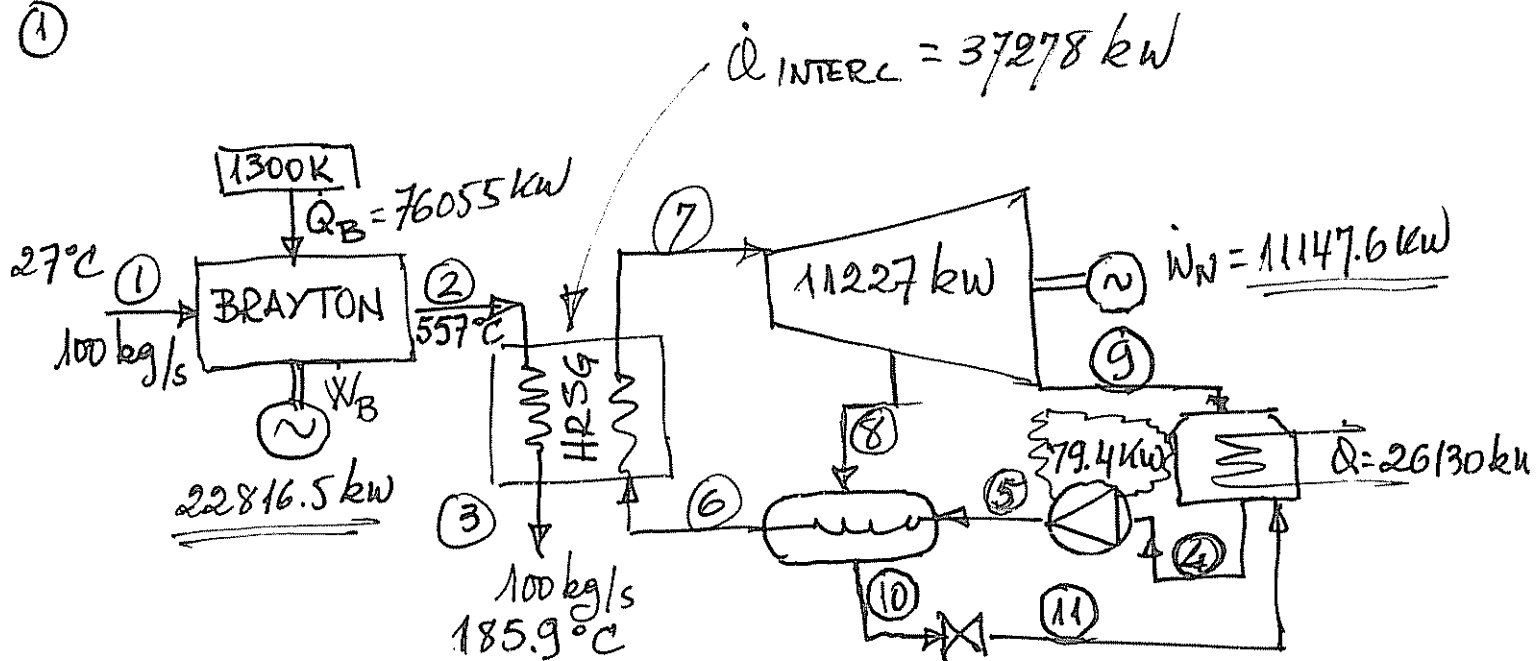 ①
Q̇ INTERC = 37278 kW
1300K
Q̇B = 76055 kW
27°C
①
100 kg/s
BRAYTON
②
557°C
ẆB
22816.5 kW
HRSG
③
100 kg/s
185.9°C
⑦
11227 kW
ẆN = 11147.6 KW
⑨
⑧
79.4 KW
Q̇=26130 kW
⑥
⑤
④
⑩
⑪